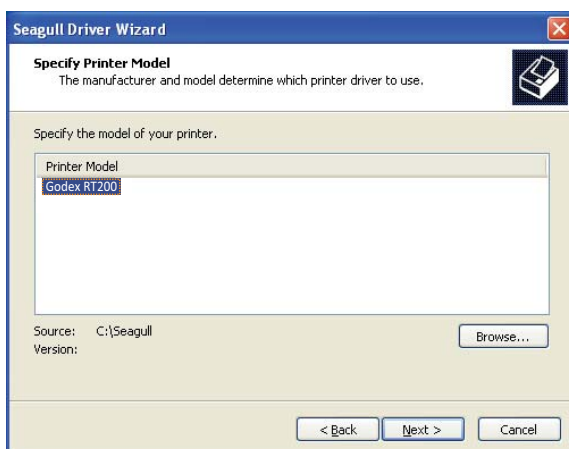 Seagull Driver Wizard
Specify Printer Model
The manufacturer and model determine which printer driver to use.
Specify the model of your printer.
Printer Model
Godex RT200
Source: C:\Seagull
Browse...
Version:
< Back Next > Cancel